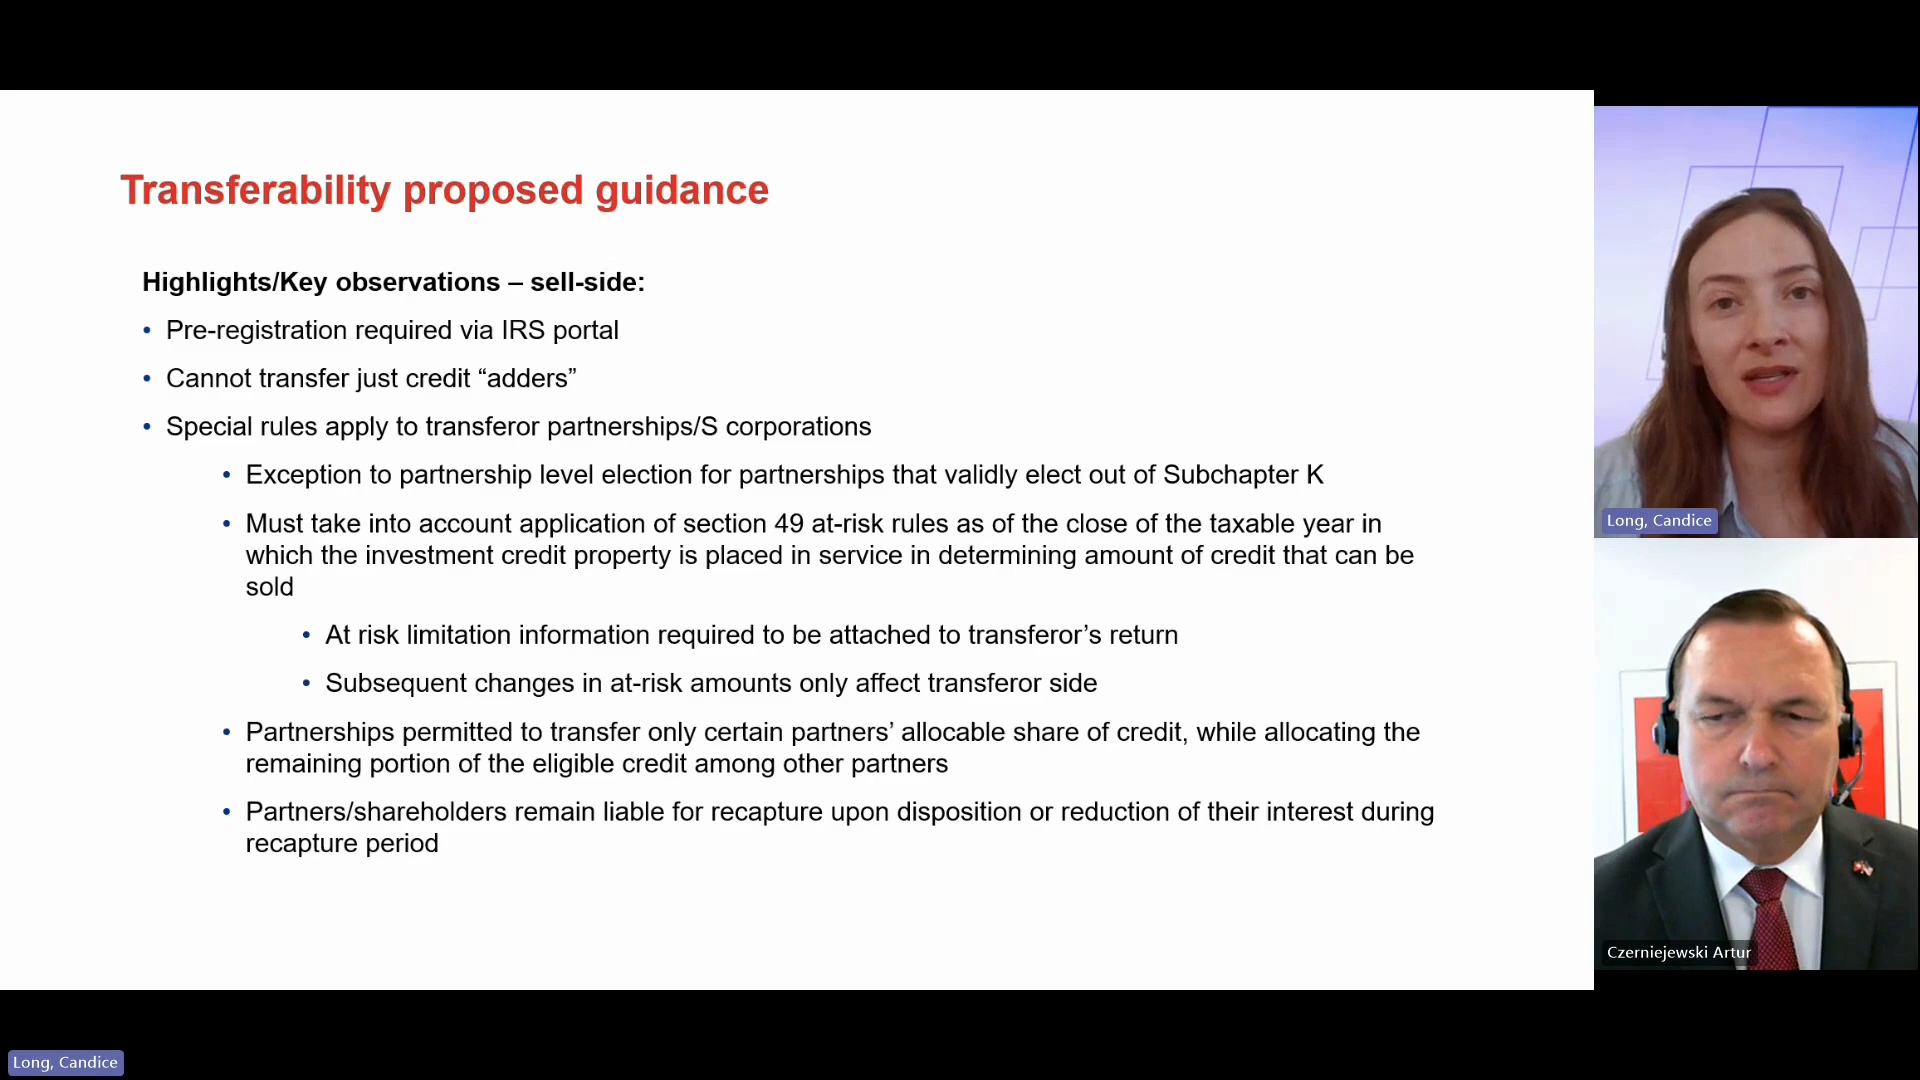 Transferability proposed guidance
Highlights/Key observations – sell-side:
• Pre-registration required via IRS portal
• Cannot transfer just credit “adders”
• Special rules apply to transferor partnerships/S corporations
• Exception to partnership level election for partnerships that validly elect out of Subchapter K
• Must take into account application of section 49 at-risk rules as of the close of the taxable year in
which the investment credit property is placed in service in determining amount of credit that can be
sold
• At risk limitation information required to be attached to transferor’s return
• Subsequent changes in at-risk amounts only affect transferor side
• Partnerships permitted to transfer only certain partners’ allocable share of credit, while allocating the
remaining portion of the eligible credit among other partners
• Partners/shareholders remain liable for recapture upon disposition or reduction of their interest during
recapture period
Long, Candice
Czerniejewski Artur
Long, Candice